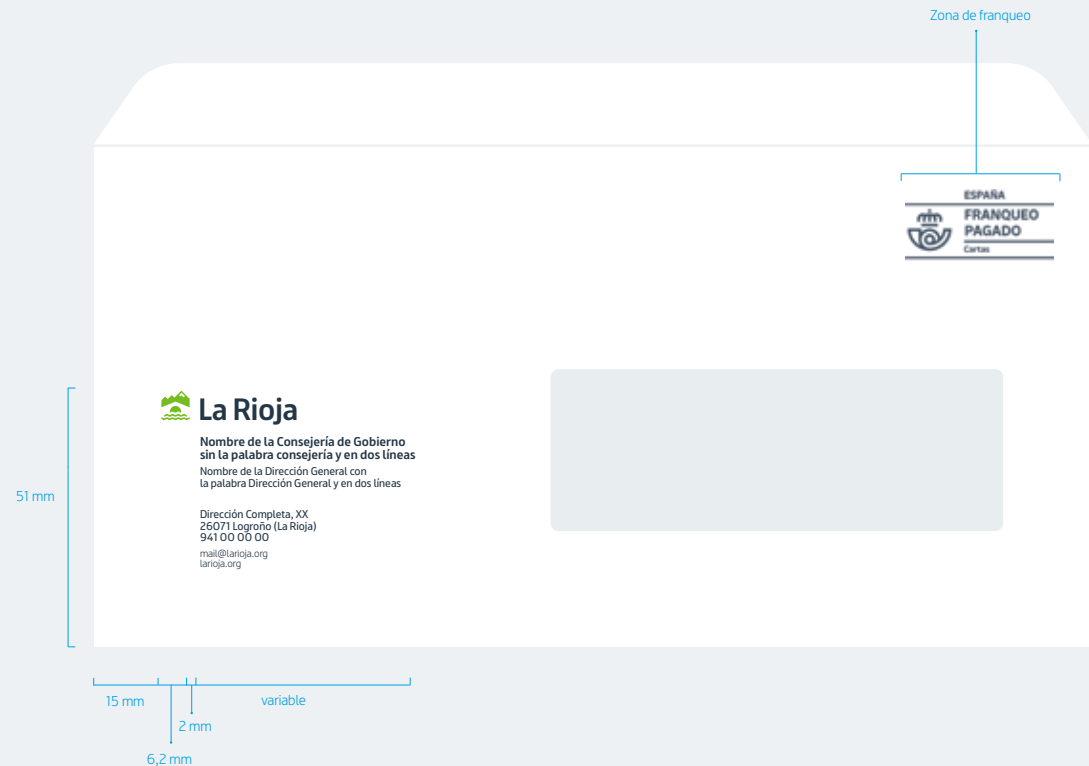 Zona de franqueo
ESPAÑA
FRANQUEO
PAGADO
Cartas
La Rioja
Nombre de la Consejería de Gobierno
sin la palabra consejería y en dos líneas
Nombre de la Dirección General con
la palabra Dirección General y en dos líneas
Dirección Completa, XX
26071 Logroño (La Rioja)
941 00 00 00
mail@larioja.org
larioja.org
51 mm
15 mm
variable
2 mm
6,2 mm